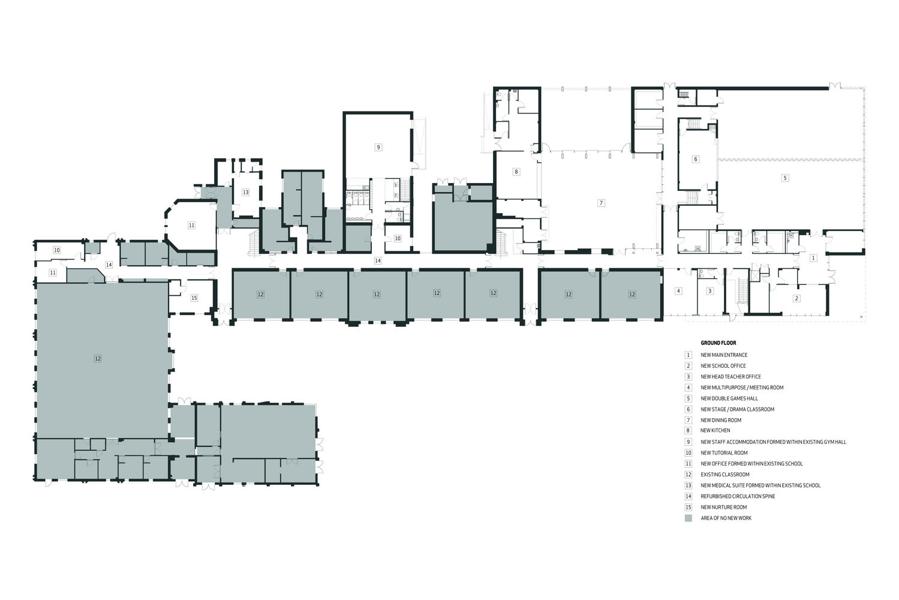 9
6
8
5
13
7
11
9
9
10
10
14
1
14
11
4
3
2
15
12
12
12
12
12
12
12
12
GROUND FLOOR
1 NEW MAIN ENTRANCE
2 NEW SCHOOL OFFICE
3 NEW HEAD TEACHER OFFICE
4 NEW MULTIPURPOSE / MEETING ROOM
5 NEW DOUBLE GAMES HALL
6 NEW STAGE / DRAMA CLASSROOM
7 NEW DINING ROOM
8 NEW KITCHEN
9 NEW STAFF ACCOMMODATION FORMED WITHIN EXISTING GYM HALL
10 NEW TUTORIAL ROOM
11 NEW OFFICE FORMED WITHIN EXISTING SCHOOL
12 EXISTING CLASSROOM
13 NEW MEDICAL SUITE FORMED WITHIN EXISTING SCHOOL
14 REFURBISHED CIRCULATION SPINE
15 NEW NURTURE ROOM
AREA OF NO NEW WORK